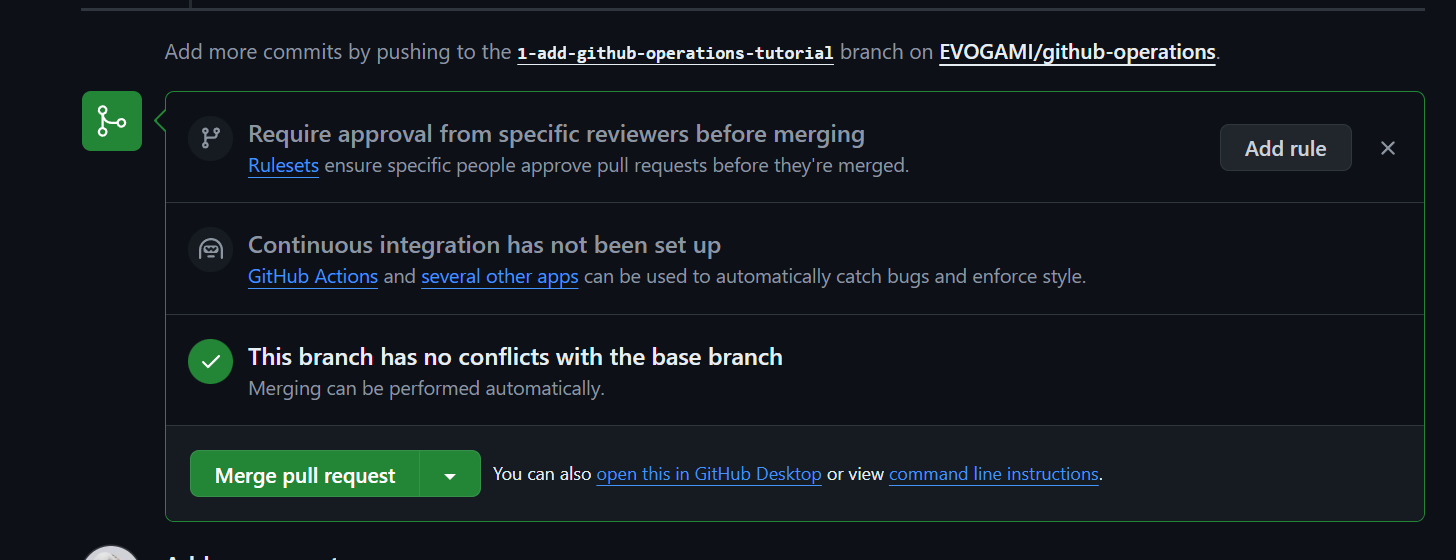 Add more commits by pushing to the 1-add-github-operations-tutorial branch on EVOGAMI/github-operations.
Require approval from specific reviewers before merging
Rulesets ensure specific people approve pull requests before they're merged.
Add rule
Continuous integration has not been set up
GitHub Actions and several other apps can be used to automatically catch bugs and enforce style.
This branch has no conflicts with the base branch
Merging can be performed automatically.
Merge pull request
You can also open this in GitHub Desktop or view command line instructions.